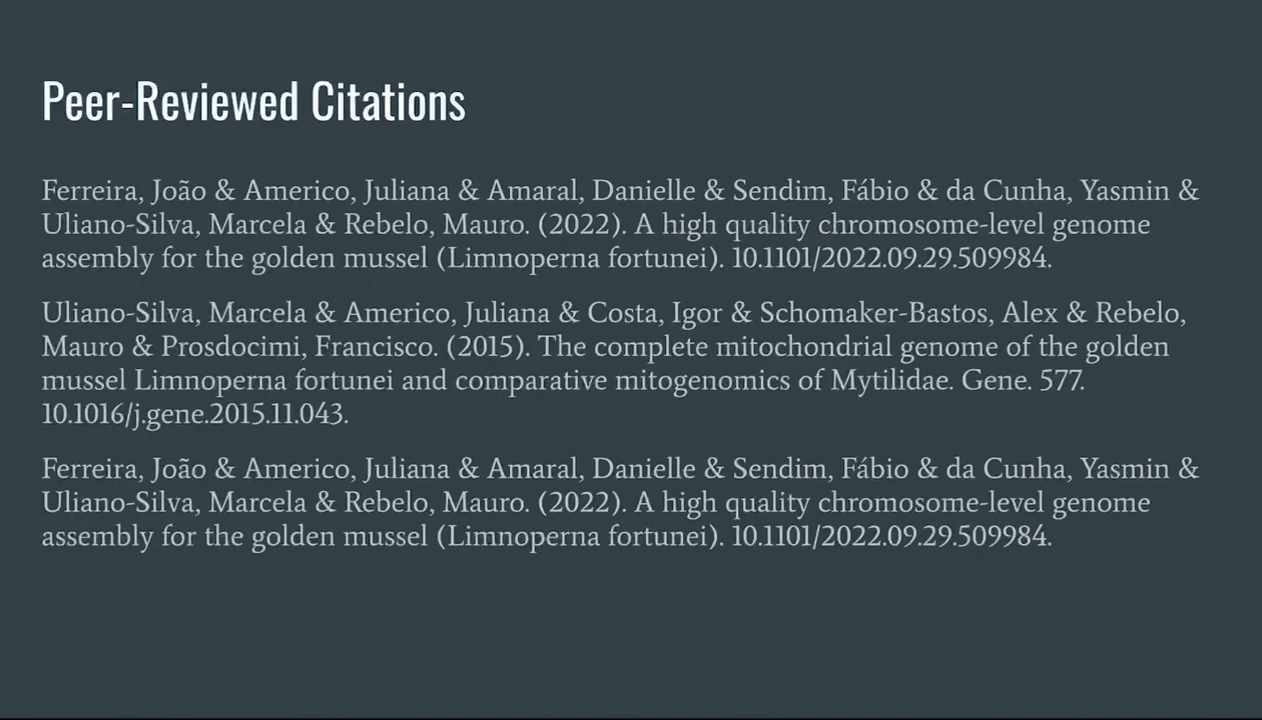 Peer-Reviewed Citations
Ferreira, João & Americo, Juliana & Amaral, Danielle & Sendim, Fábio & da Cunha, Yasmin &
Uliano-Silva, Marcela & Rebelo, Mauro. (2022). A high quality chromosome-level genome
assembly for the golden mussel (Limnoperna fortunei). 10.1101/2022.09.29.509984.
Uliano-Silva, Marcela & Americo, Juliana & Costa, Igor & Schomaker-Bastos, Alex & Rebelo,
Mauro & Prosdocimi, Francisco. (2015). The complete mitochondrial genome of the golden
mussel Limnoperna fortunei and comparative mitogenomics of Mytilidae. Gene. 577.
10.1016/j.gene.2015.11.043.
Ferreira, João & Americo, Juliana & Amaral, Danielle & Sendim, Fábio & da Cunha, Yasmin &
Uliano-Silva, Marcela & Rebelo, Mauro. (2022). A high quality chromosome-level genome
assembly for the golden mussel (Limnoperna fortunei). 10.1101/2022.09.29.509984.